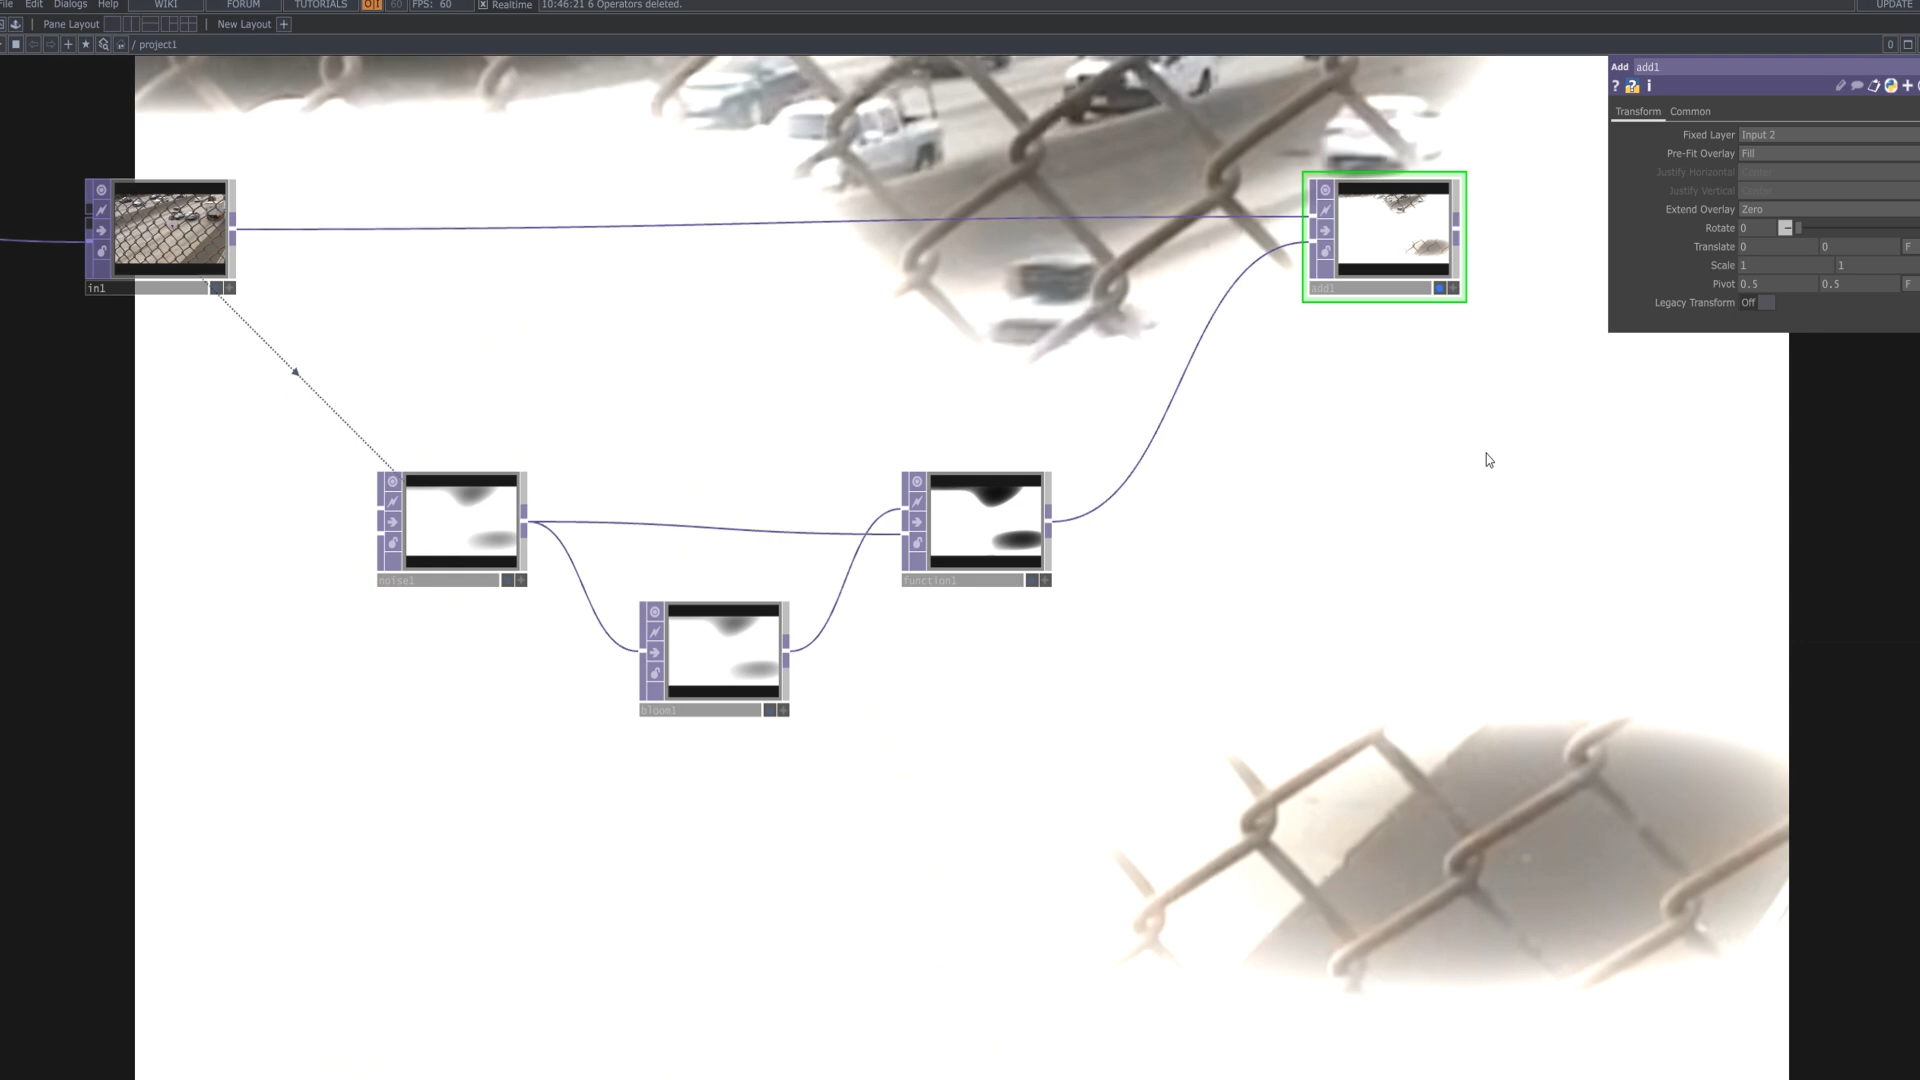 File Edit Dialogs Help WIKI FORUM TUTORIALS O|I 60 FPS: 60 Realtime 10:46:21 6 Operators deleted. UPDATE
Pane Layout New Layout +
/ project1 0
Add add1
? ? i
Transform Common
Fixed Layer Input 2
Pre-Fit Overlay Fill
Justify Horizontal Center
Justify Vertical Center
Extend Overlay Zero
Rotate 0
Translate 0 0 F
Scale 1 1
Pivot 0.5 0.5 F
Legacy Transform Off
in1
add1
noise1
function1
bloom1